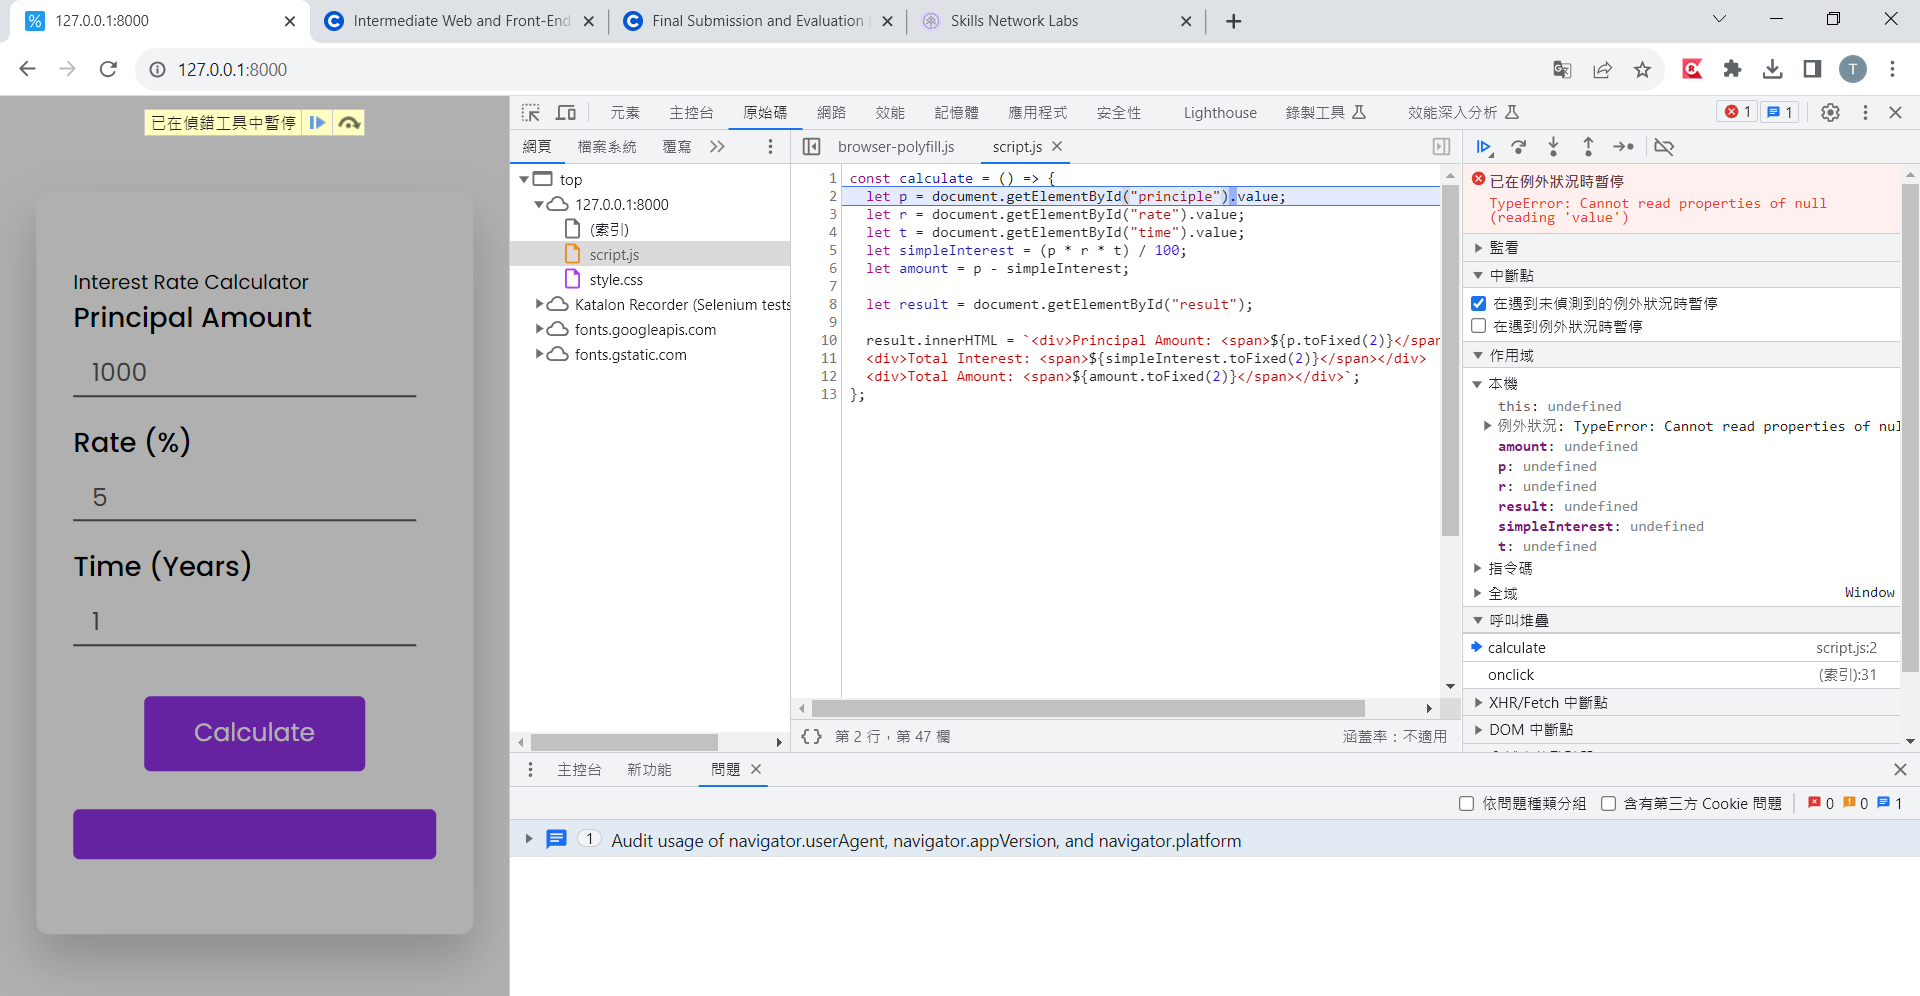 127.0.0.1:8000
Intermediate Web and Front-End
Final Submission and Evaluation
Skills Network Labs
127.0.0.1:8000
T
已在偵錯工具中暫停
元素 主控台 原始碼 網路 效能 記憶體 應用程式 安全性 Lighthouse 錄製工具 效能深入分析 1 1
網頁 檔案系統 覆寫
browser-polyfill.js script.js
top
127.0.0.1:8000
(索引)
script.js
style.css
Katalon Recorder (Selenium tests
fonts.googleapis.com
fonts.gstatic.com
1 const calculate = () => {
2 let p = document.getElementById("principle").value;
3 let r = document.getElementById("rate").value;
4 let t = document.getElementById("time").value;
5 let simpleInterest = (p * r * t) / 100;
6 let amount = p - simpleInterest;
7
8 let result = document.getElementById("result");
9
10 result.innerHTML = `<div>Principal Amount: <span>${p.toFixed(2)}</span
11 <div>Total Interest: <span>${simpleInterest.toFixed(2)}</span></div>
12 <div>Total Amount: <span>${amount.toFixed(2)}</span></div>`;
13 };
{} 第 2 行，第 47 欄 涵蓋率：不適用
已在例外狀況時暫停
TypeError: Cannot read properties of null
(reading 'value')
監看
中斷點
在遇到未偵測到的例外狀況時暫停
在遇到例外狀況時暫停
作用域
本機
this: undefined
例外狀況: TypeError: Cannot read properties of nul
amount: undefined
p: undefined
r: undefined
result: undefined
simpleInterest: undefined
t: undefined
指令碼
全域 Window
呼叫堆疊
calculate script.js:2
onclick (索引):31
XHR/Fetch 中斷點
DOM 中斷點
Interest Rate Calculator
Principal Amount
1000
Rate (%)
5
Time (Years)
1
Calculate
主控台 新功能 問題
依問題種類分組 含有第三方 Cookie 問題 0 0 1
1 Audit usage of navigator.userAgent, navigator.appVersion, and navigator.platform